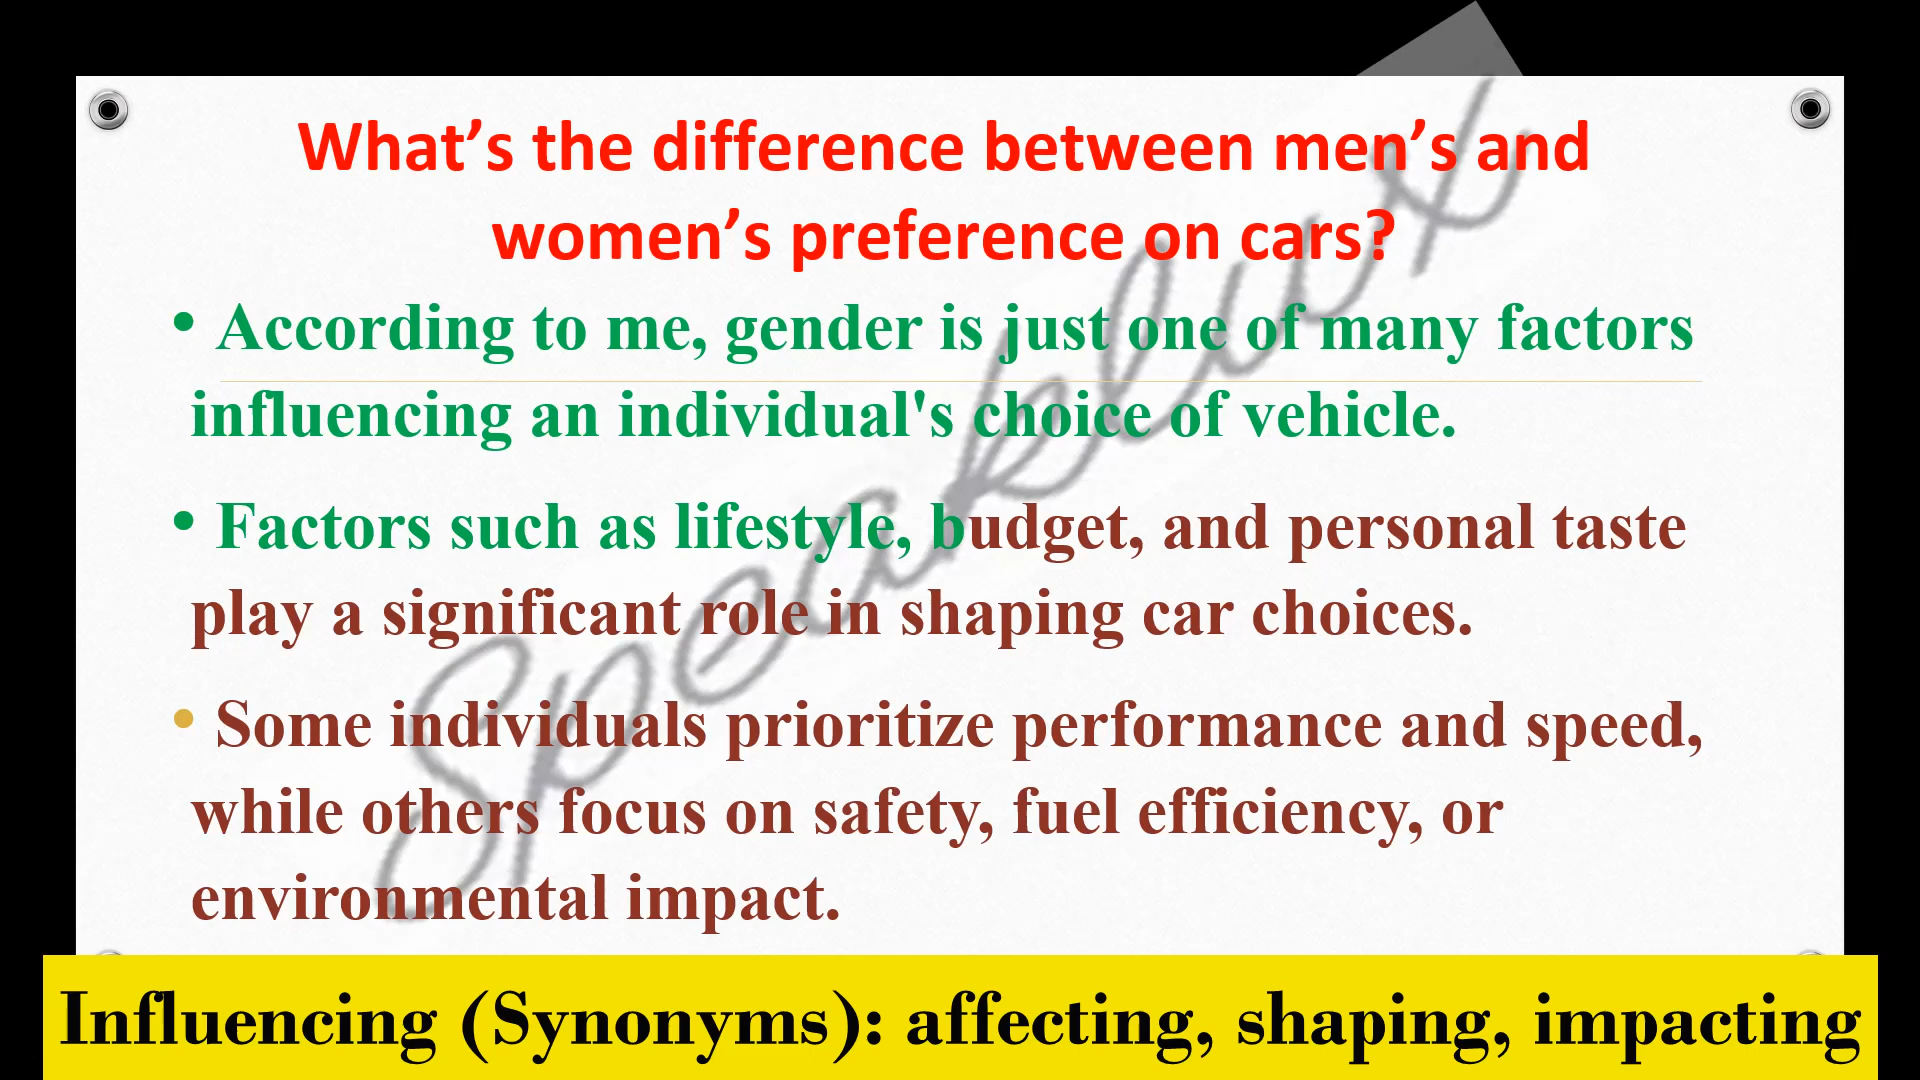 What’s the difference between men’s and
women’s preference on cars?
• According to me, gender is just one of many factors
influencing an individual's choice of vehicle.
• Factors such as lifestyle, budget, and personal taste
play a significant role in shaping car choices.
• Some individuals prioritize performance and speed,
while others focus on safety, fuel efficiency, or
environmental impact.
Speakluxt
Influencing (Synonyms): affecting, shaping, impacting